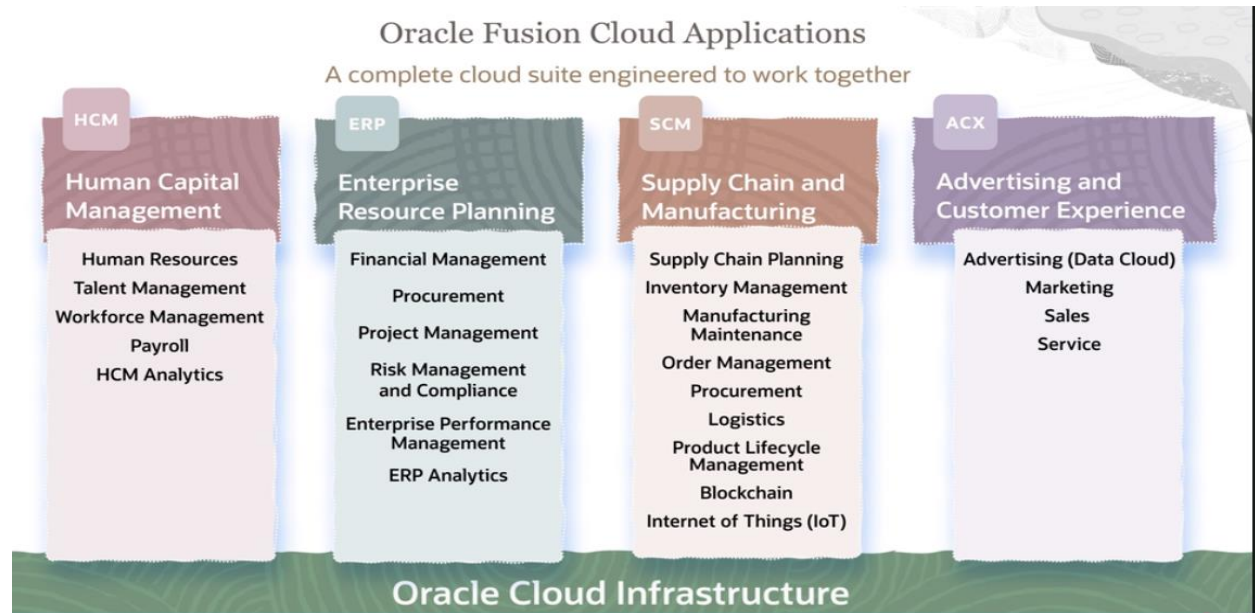 Oracle Fusion Cloud Applications
A complete cloud suite engineered to work together
HCM
Human Capital
Management
Human Resources
Talent Management
Workforce Management
Payroll
HCM Analytics
ERP
Enterprise
Resource Planning
Financial Management
Procurement
Project Management
Risk Management
and Compliance
Enterprise Performance
Management
ERP Analytics
SCM
Supply Chain and
Manufacturing
Supply Chain Planning
Inventory Management
Manufacturing
Maintenance
Order Management
Procurement
Logistics
Product Lifecycle
Management
Blockchain
Internet of Things (IoT)
ACX
Advertising and
Customer Experience
Advertising (Data Cloud)
Marketing
Sales
Service
Oracle Cloud Infrastructure